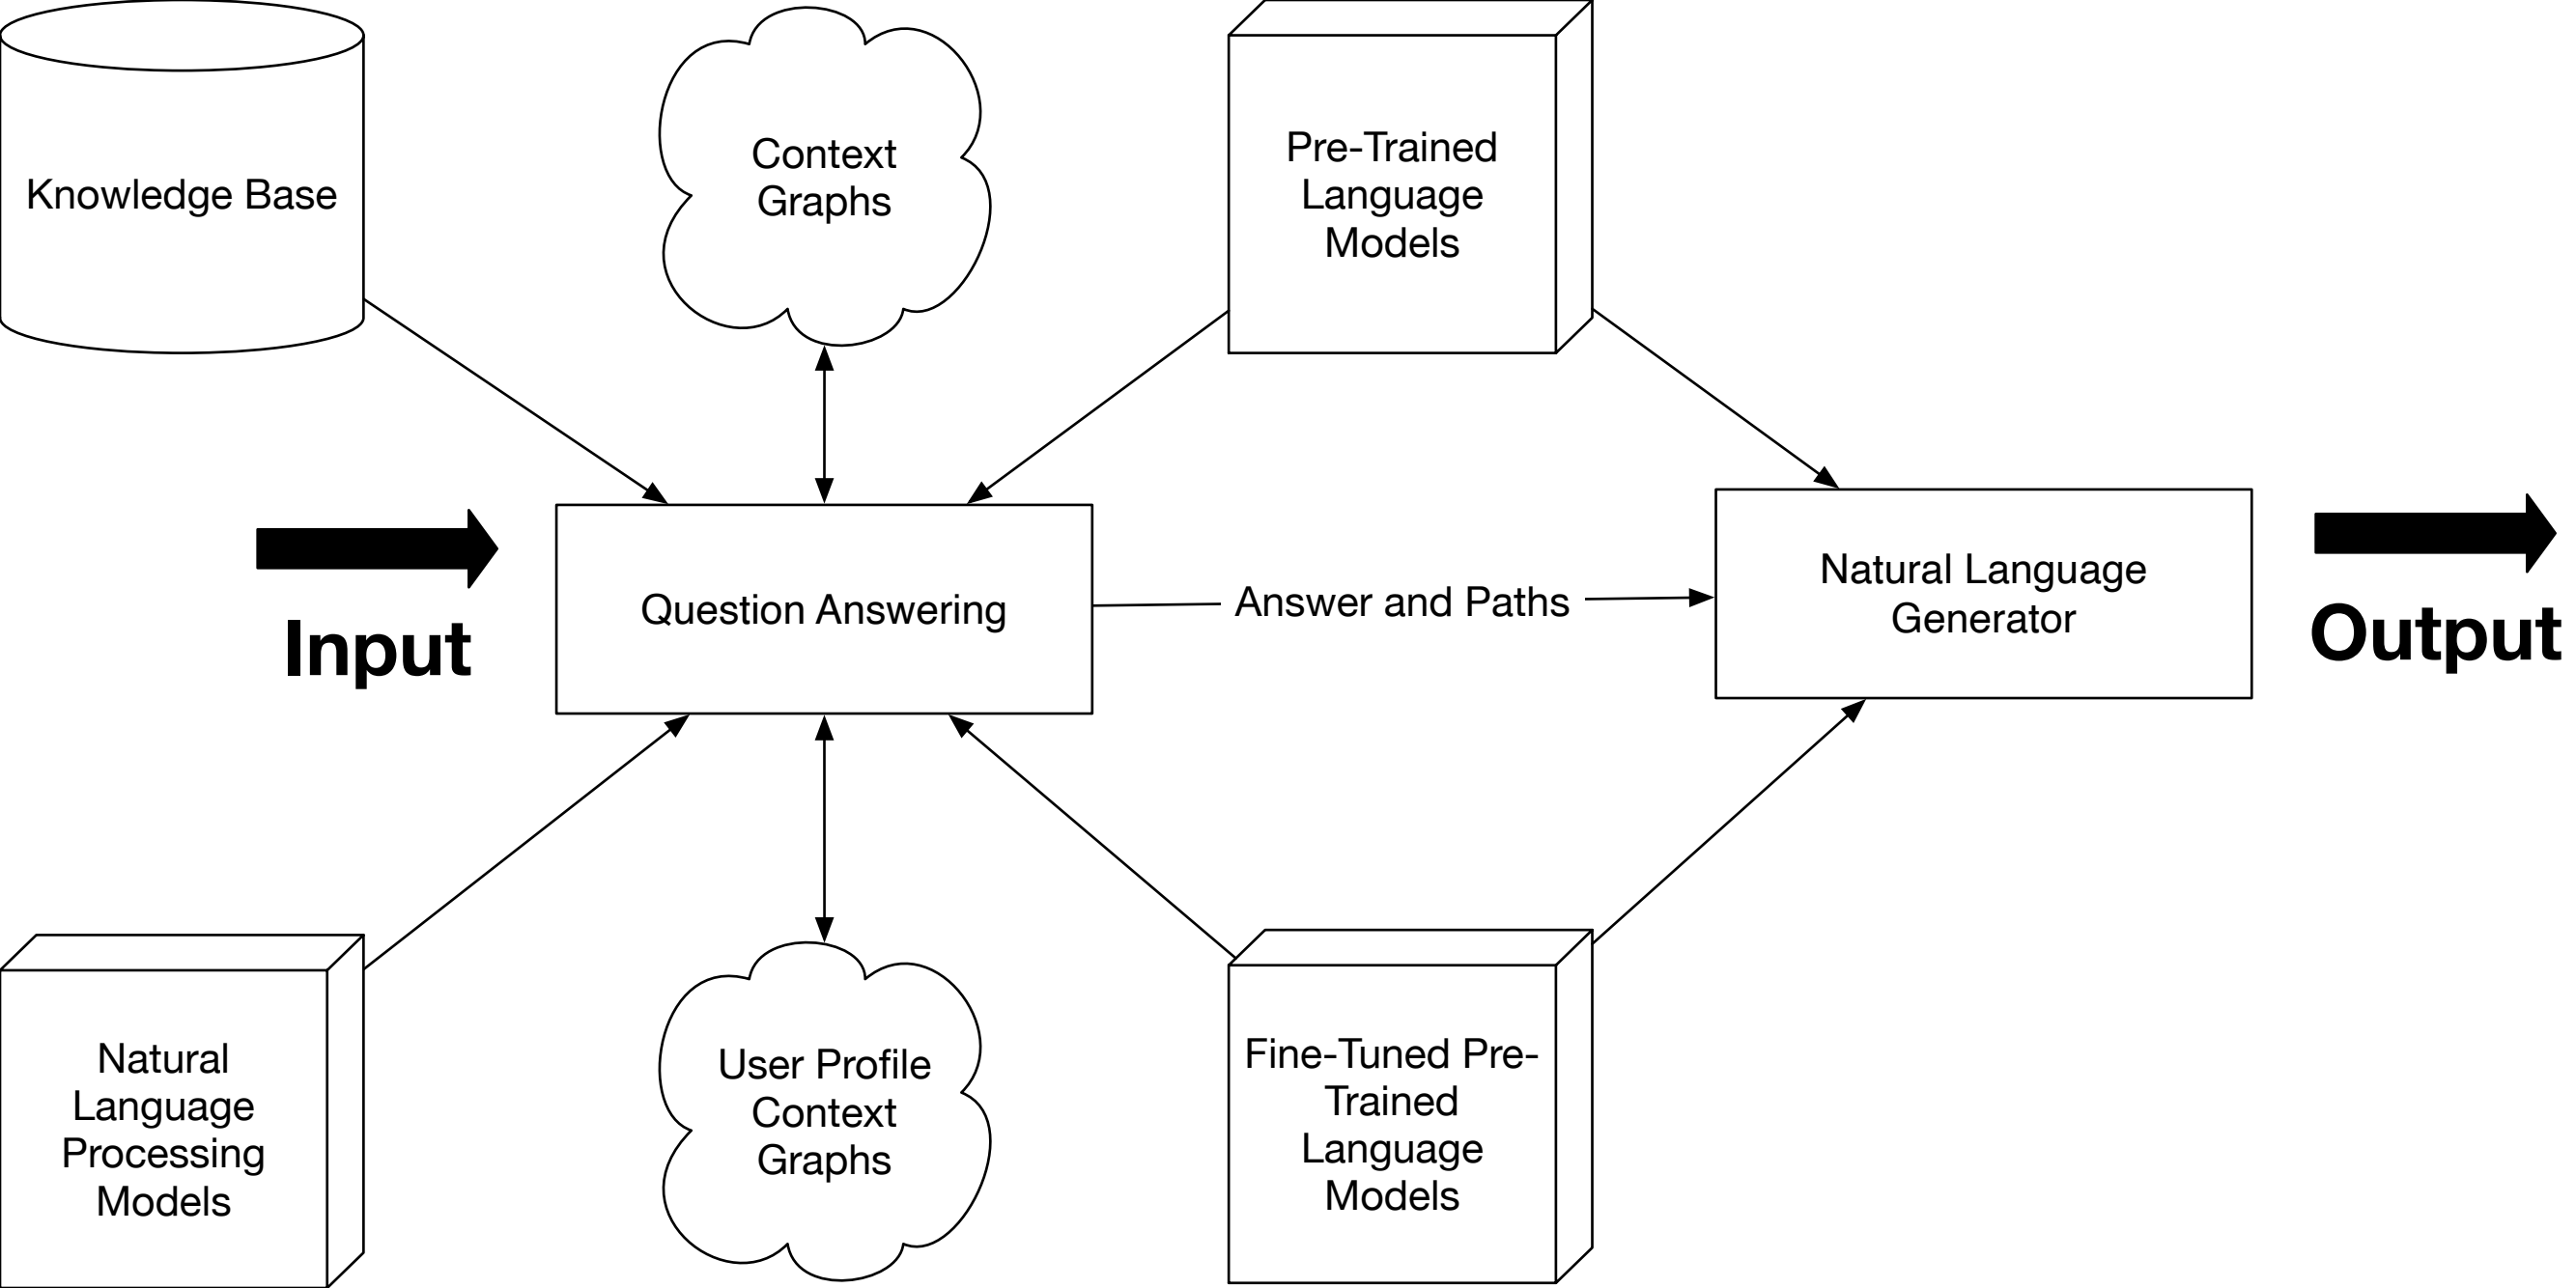 Knowledge Base
Context
Graphs
Pre-Trained
Language
Models
Input
Question Answering
Answer and Paths
Natural Language
Generator
Output
Natural
Language
Processing
Models
User Profile
Context
Graphs
Fine-Tuned Pre-
Trained
Language
Models